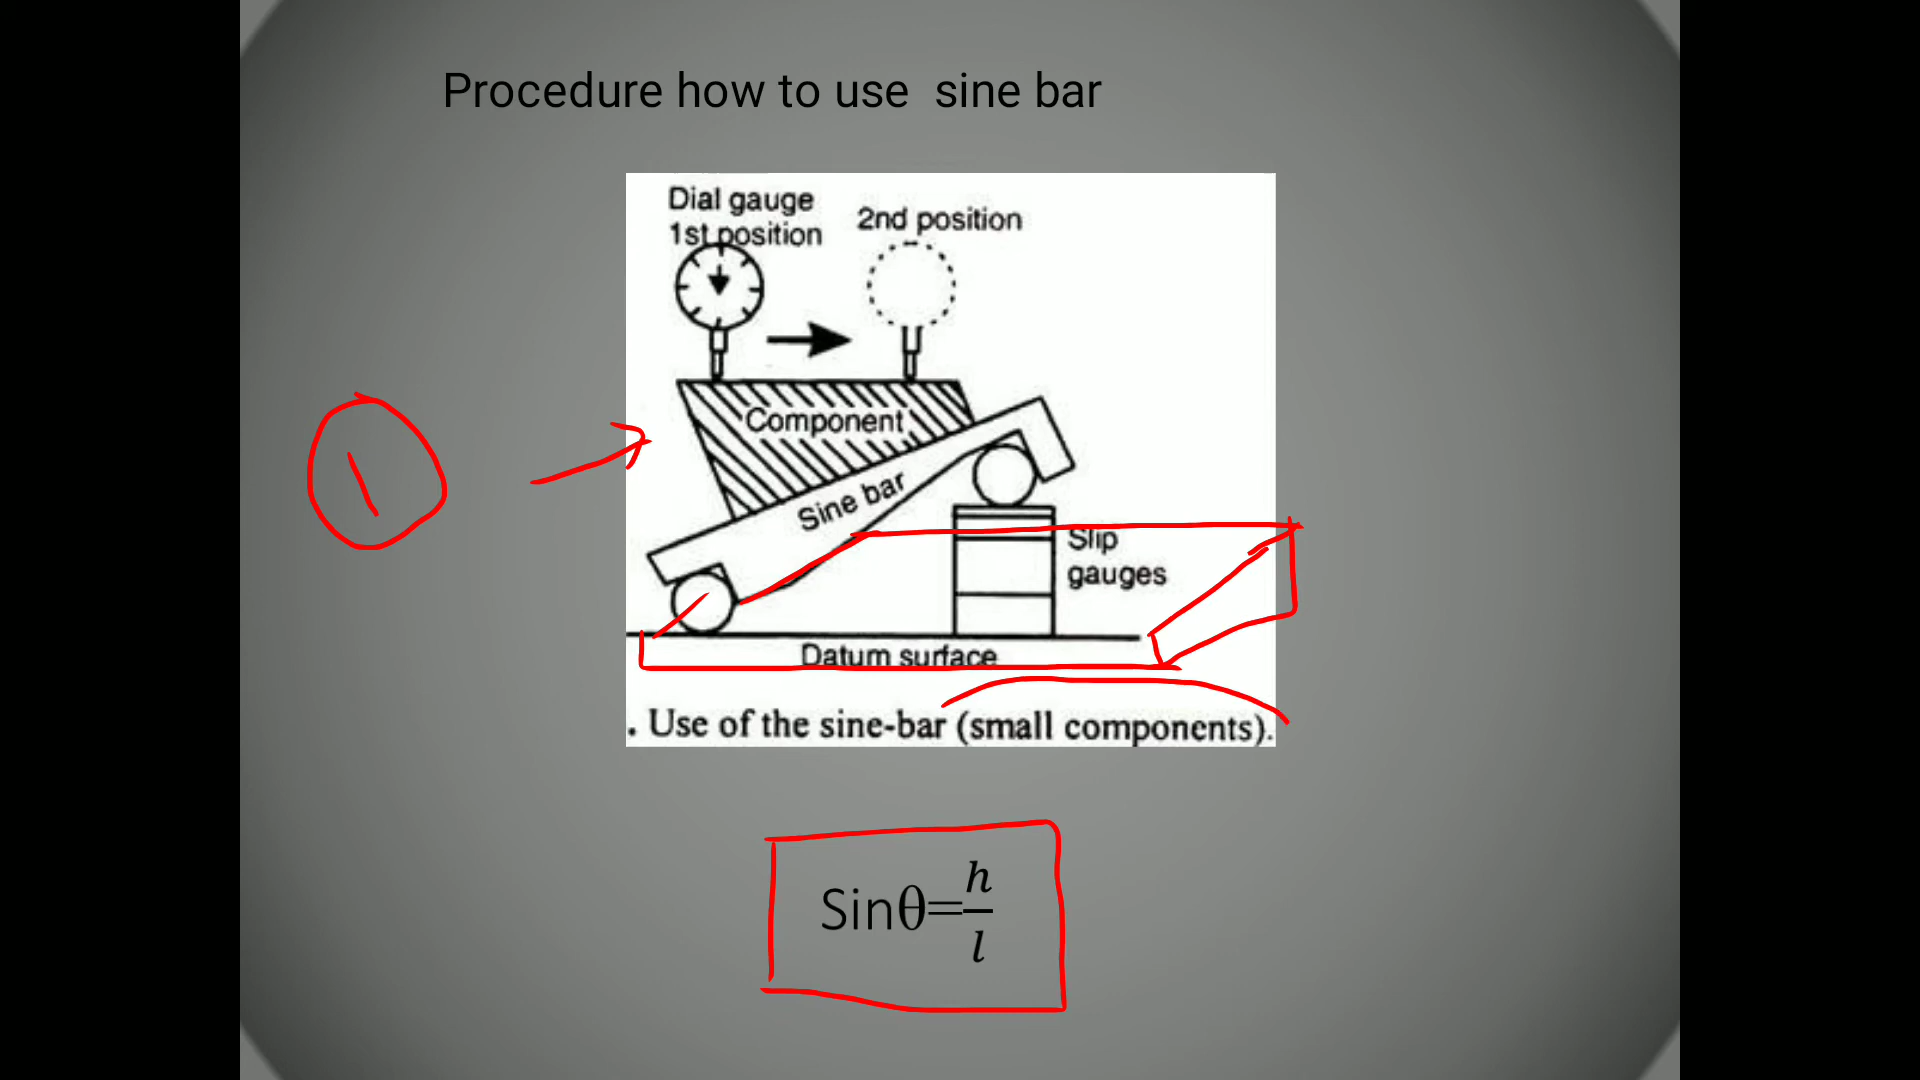 Procedure how to use sine bar
Dial gauge
1st position
2nd position
Component
Sine bar
Slip
gauges
Datum surface
. Use of the sine-bar (small components).
1
Sinθ=h/l